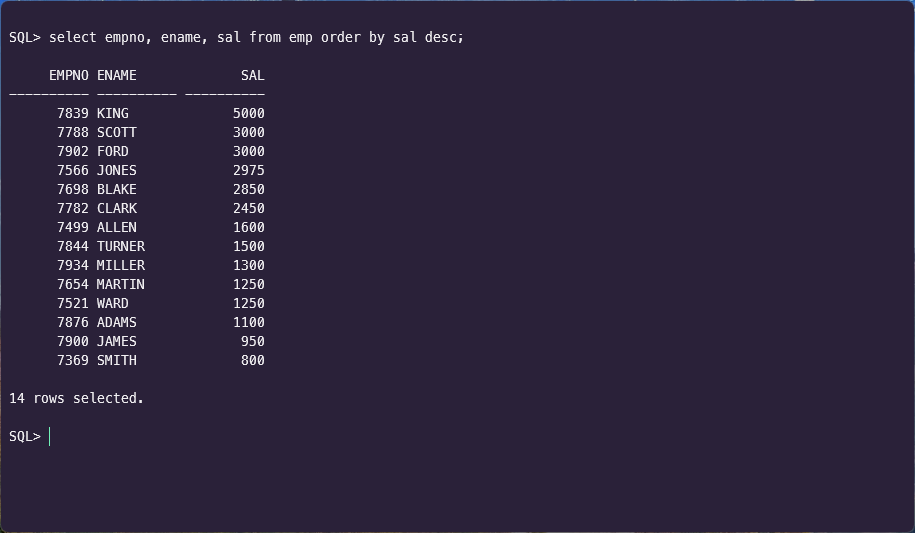 SQL> select empno, ename, sal from emp order by sal desc;
     EMPNO ENAME             SAL
---------- ---------- ----------
      7839 KING             5000
      7788 SCOTT            3000
      7902 FORD             3000
      7566 JONES            2975
      7698 BLAKE            2850
      7782 CLARK            2450
      7499 ALLEN            1600
      7844 TURNER           1500
      7934 MILLER           1300
      7654 MARTIN           1250
      7521 WARD             1250
      7876 ADAMS            1100
      7900 JAMES             950
      7369 SMITH             800
14 rows selected.
SQL>